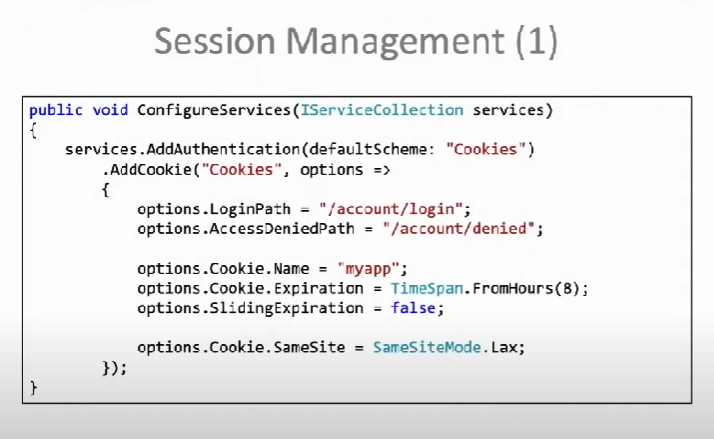 Session Management (1)
public void ConfigureServices(IServiceCollection services)
{
    services.AddAuthentication(defaultScheme: "Cookies")
        .AddCookie("Cookies", options =>
        {
            options.LoginPath = "/account/login";
            options.AccessDeniedPath = "/account/denied";

            options.Cookie.Name = "myapp";
            options.Cookie.Expiration = TimeSpan.FromHours(8);
            options.SlidingExpiration = false;

            options.Cookie.SameSite = SameSiteMode.Lax;
        });
}